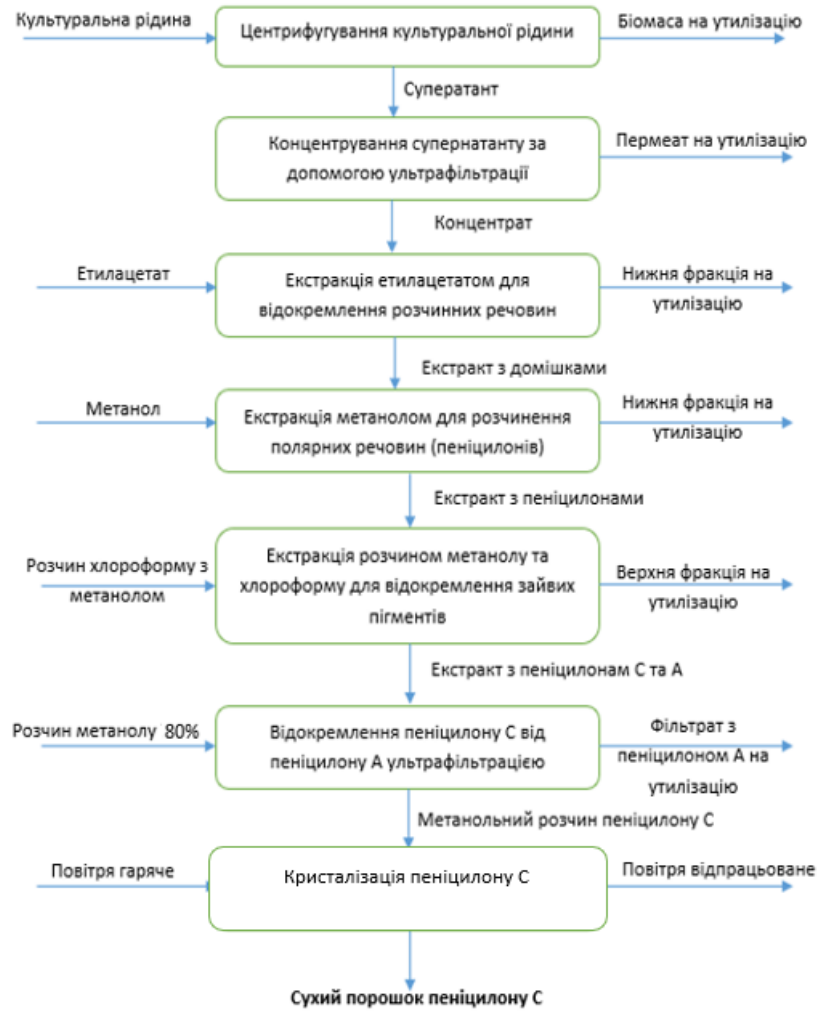 Культуральна рідина
Центрифугування культуральної рідини
Біомаса на утилізацію
Суператант
Концентрування супернатанту за
допомогою ультрафільтрації
Пермеат на утилізацію
Концентрат
Етилацетат
Екстракція етилацетатом для
відокремлення розчинних речовин
Нижня фракція на
утилізацію
Екстракт з домішками
Метанол
Екстракція метанолом для розчинення
полярних речовин (пеніцилонів)
Нижня фракція на
утилізацію
Екстракт з пеніцилонами
Розчин хлороформу з
метанолом
Екстракція розчином метанолу та
хлороформу для відокремлення зайвих
пігментів
Верхня фракція на
утилізацію
Екстракт з пеніцилонам С та А
Розчин метанолу 80%
Відокремлення пеніцилону С від
пеніцилону А ультрафільтрацією
Фільтрат з
пеніцилоном А на
утилізацію
Метанольний розчин пеніцилону С
Повітря гаряче
Кристалізація пеніцилону С
Повітря відпрацьоване
Сухий порошок пеніцилону С